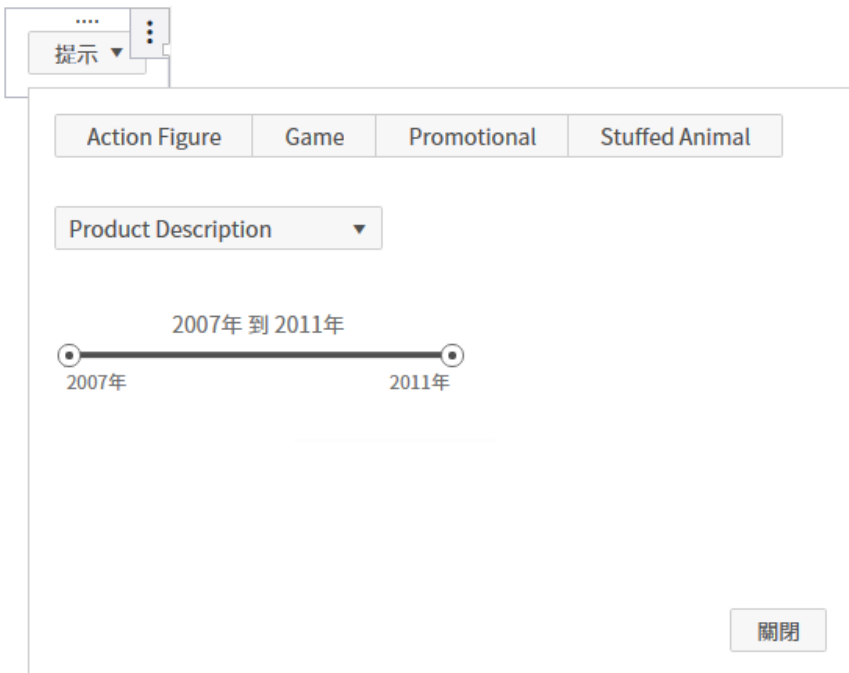 提示
Action Figure Game Promotional Stuffed Animal
Product Description
2007年 到 2011年
2007年 2011年
關閉